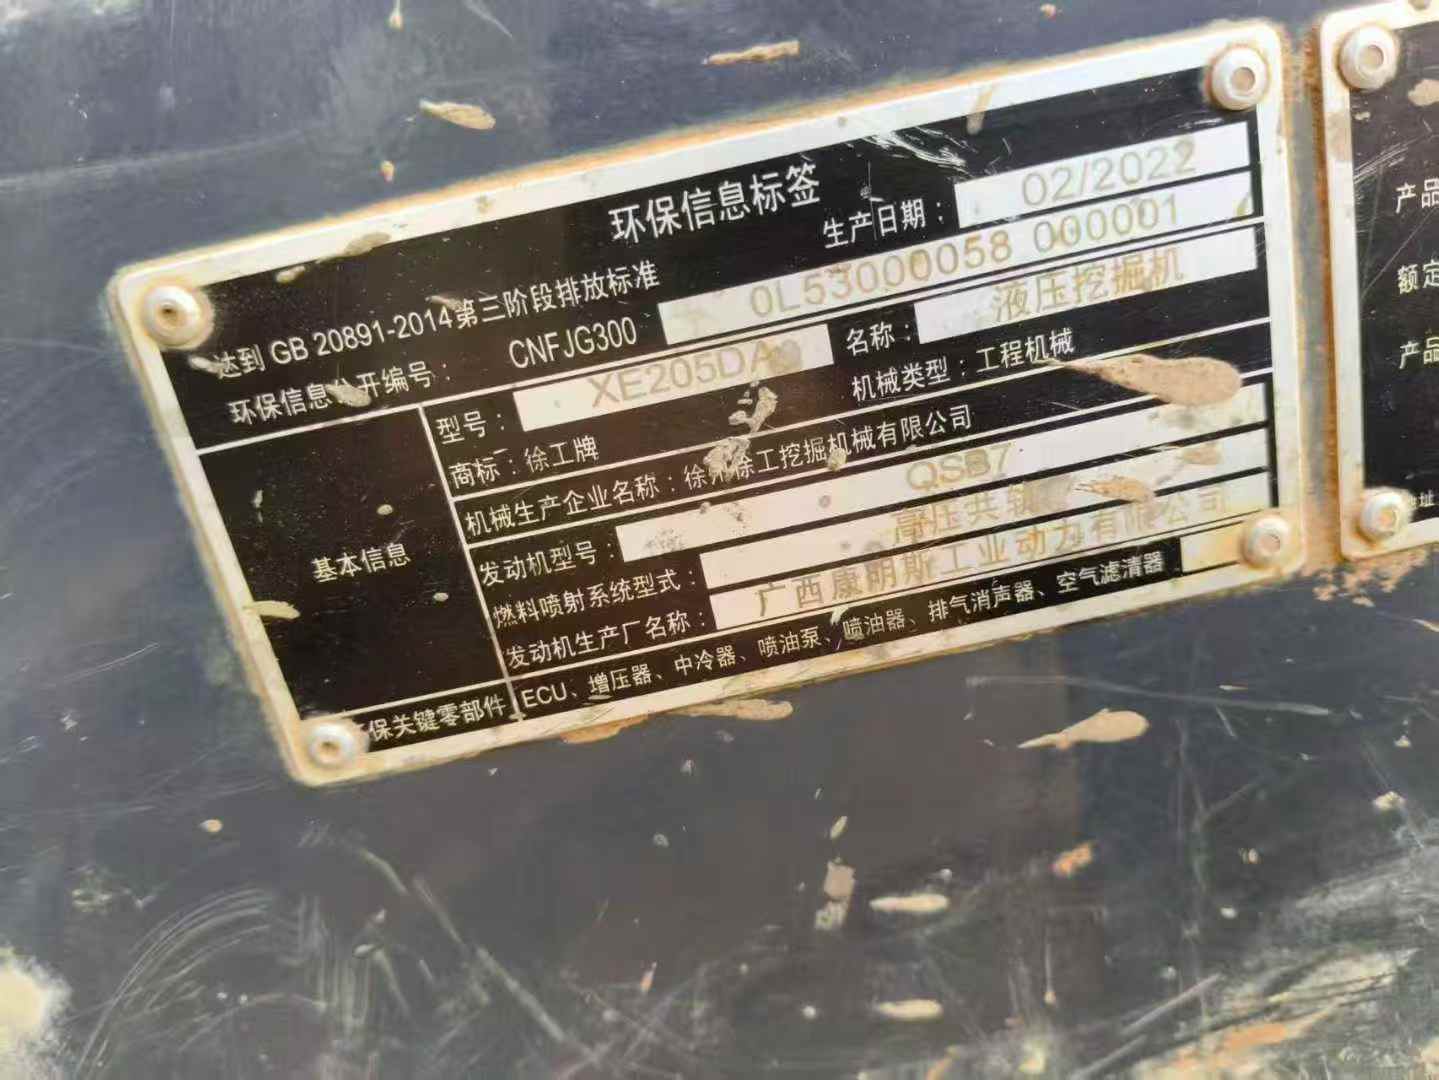 环保信息标签
生产日期： 02/2022
达到 GB 20891-2014第三阶段排放标准
环保信息公开编号： CNFJG300 0L53000058 000001
型号： XE205DA 名称： 液压挖掘机
商标：徐工牌 机械类型：工程机械
机械生产企业名称：徐州徐工挖掘机械有限公司
发动机型号： QSB7
燃料喷射系统型式： 高压共轨
发动机生产厂名称： 广西康明斯工业动力有限公司
基本信息
保关键零部件 ECU、增压器、中冷器、喷油泵、喷油器、排气消声器、空气滤清器
产品
额定
产品
地址